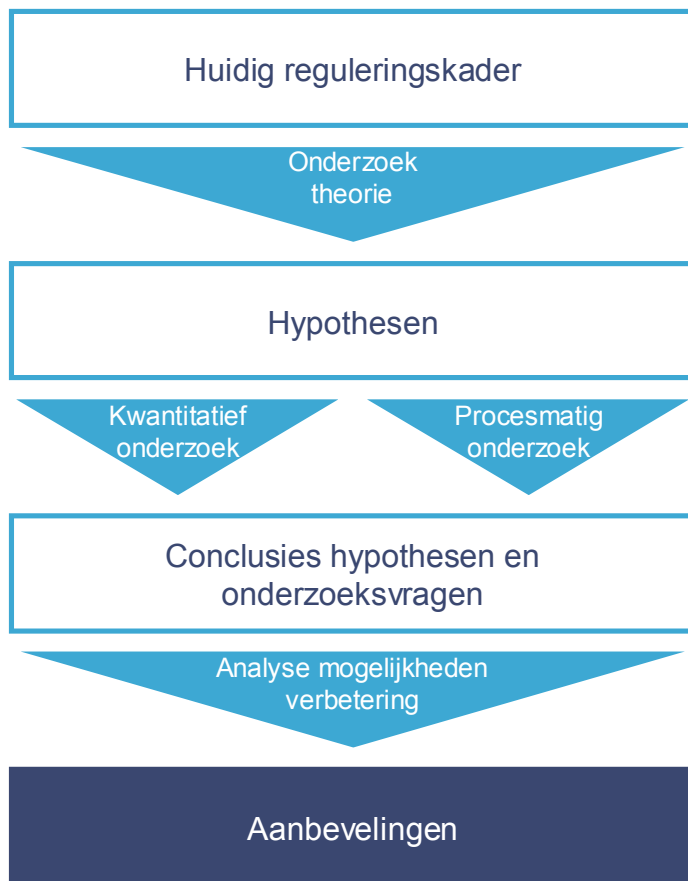 Huidig reguleringskader
Onderzoek
theorie
Hypothesen
Kwantitatief
onderzoek
Procesmatig
onderzoek
Conclusies hypothesen en
onderzoeksvragen
Analyse mogelijkheden
verbetering
Aanbevelingen